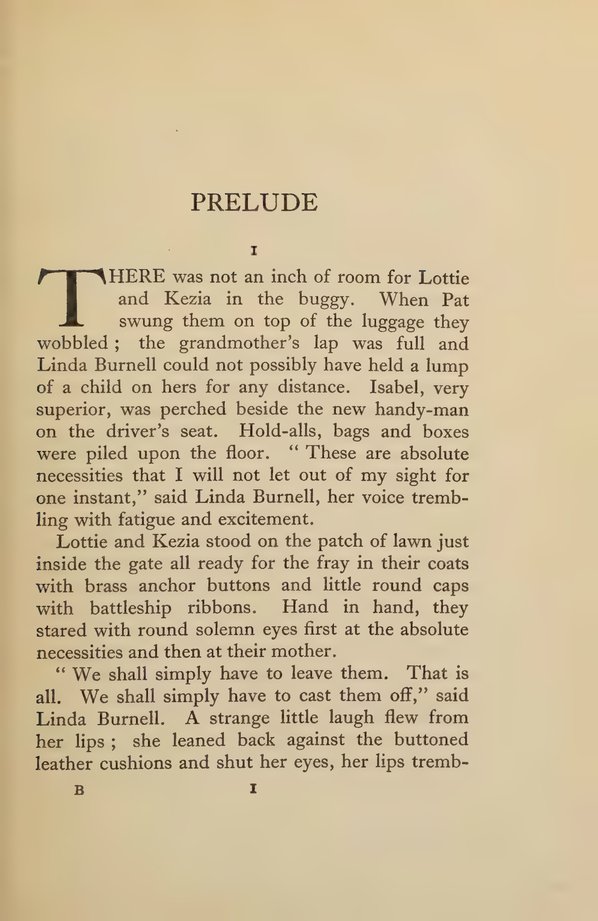 PRELUDE
I
THERE was not an inch of room for Lottie
and Kezia in the buggy. When Pat
swung them on top of the luggage they
wobbled ; the grandmother's lap was full and
Linda Burnell could not possibly have held a lump
of a child on hers for any distance. Isabel, very
superior, was perched beside the new handy-man
on the driver's seat. Hold-alls, bags and boxes
were piled upon the floor. “ These are absolute
necessities that I will not let out of my sight for
one instant,” said Linda Burnell, her voice tremb-
ling with fatigue and excitement.
Lottie and Kezia stood on the patch of lawn just
inside the gate all ready for the fray in their coats
with brass anchor buttons and little round caps
with battleship ribbons. Hand in hand, they
stared with round solemn eyes first at the absolute
necessities and then at their mother.
“ We shall simply have to leave them. That is
all. We shall simply have to cast them off,” said
Linda Burnell. A strange little laugh flew from
her lips ; she leaned back against the buttoned
leather cushions and shut her eyes, her lips tremb-
B I